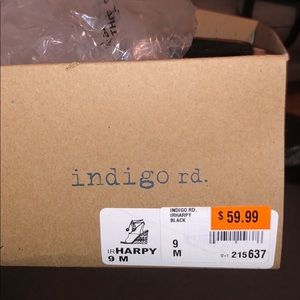 indigo rd.
IRHARPY
9 M
INDIGO RD.
IRHARPY
BLACK
$59.99
9
M
215637